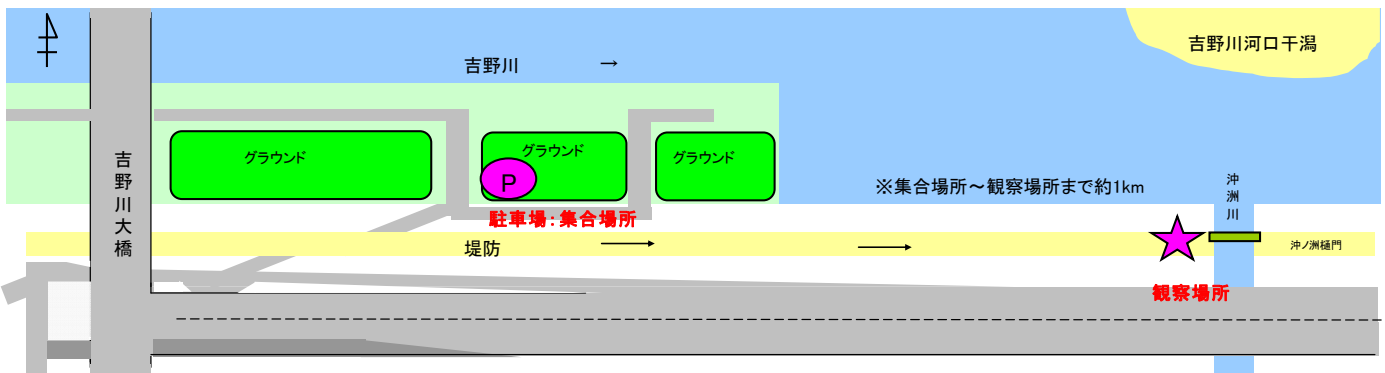 吉野川河口干潟
吉野川 →
グラウンド
グラウンド
グラウンド
P
吉野川大橋
※集合場所～観察場所まで約1km
沖洲川
駐車場：集合場所
堤防
沖ノ洲樋門
観察場所